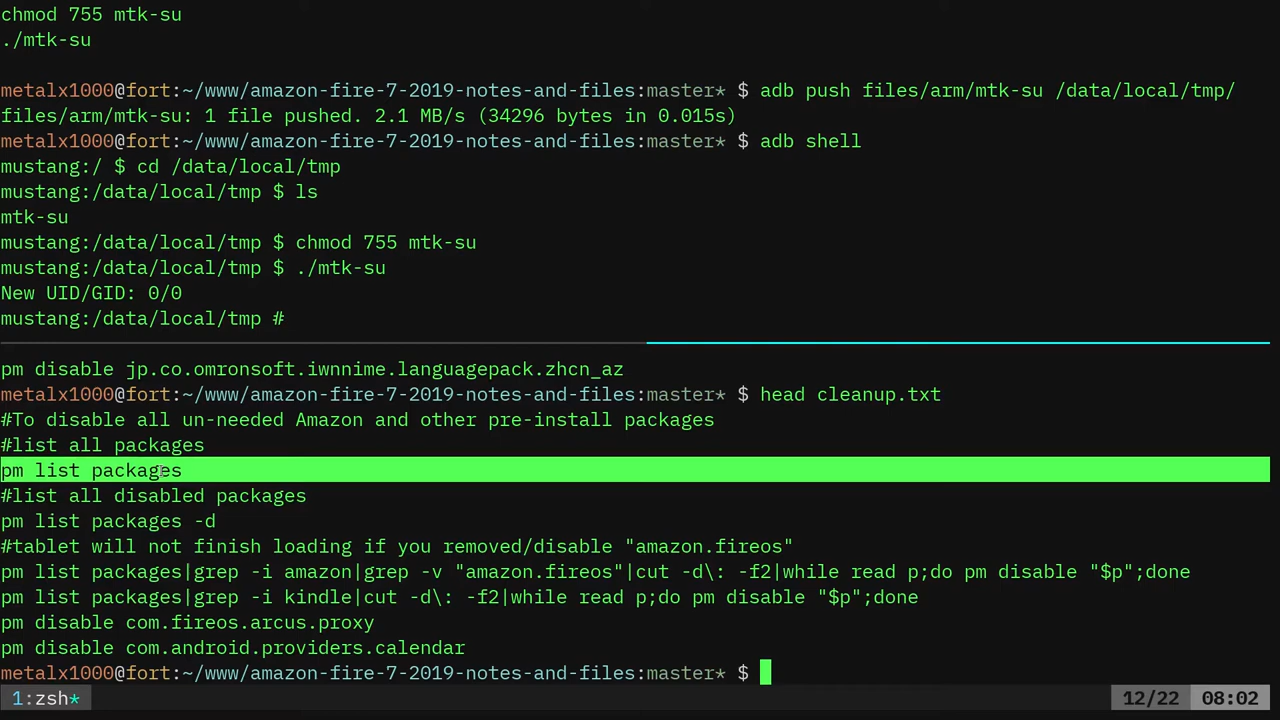 chmod 755 mtk-su
./mtk-su
metalx1000@fort:~/www/amazon-fire-7-2019-notes-and-files:master* $ adb push files/arm/mtk-su /data/local/tmp/
files/arm/mtk-su: 1 file pushed. 2.1 MB/s (34296 bytes in 0.015s)
metalx1000@fort:~/www/amazon-fire-7-2019-notes-and-files:master* $ adb shell
mustang:/ $ cd /data/local/tmp
mustang:/data/local/tmp $ ls
mtk-su
mustang:/data/local/tmp $ chmod 755 mtk-su
mustang:/data/local/tmp $ ./mtk-su
New UID/GID: 0/0
mustang:/data/local/tmp #
pm disable jp.co.omronsoft.iwnnime.languagepack.zhcn_az
metalx1000@fort:~/www/amazon-fire-7-2019-notes-and-files:master* $ head cleanup.txt
#To disable all un-needed Amazon and other pre-install packages
#list all packages
pm list packages
#list all disabled packages
pm list packages -d
#tablet will not finish loading if you removed/disable "amazon.fireos"
pm list packages|grep -i amazon|grep -v "amazon.fireos"|cut -d\: -f2|while read p;do pm disable "$p";done
pm list packages|grep -i kindle|cut -d\: -f2|while read p;do pm disable "$p";done
pm disable com.fireos.arcus.proxy
pm disable com.android.providers.calendar
metalx1000@fort:~/www/amazon-fire-7-2019-notes-and-files:master* $
1:zsh* 12/22 08:02